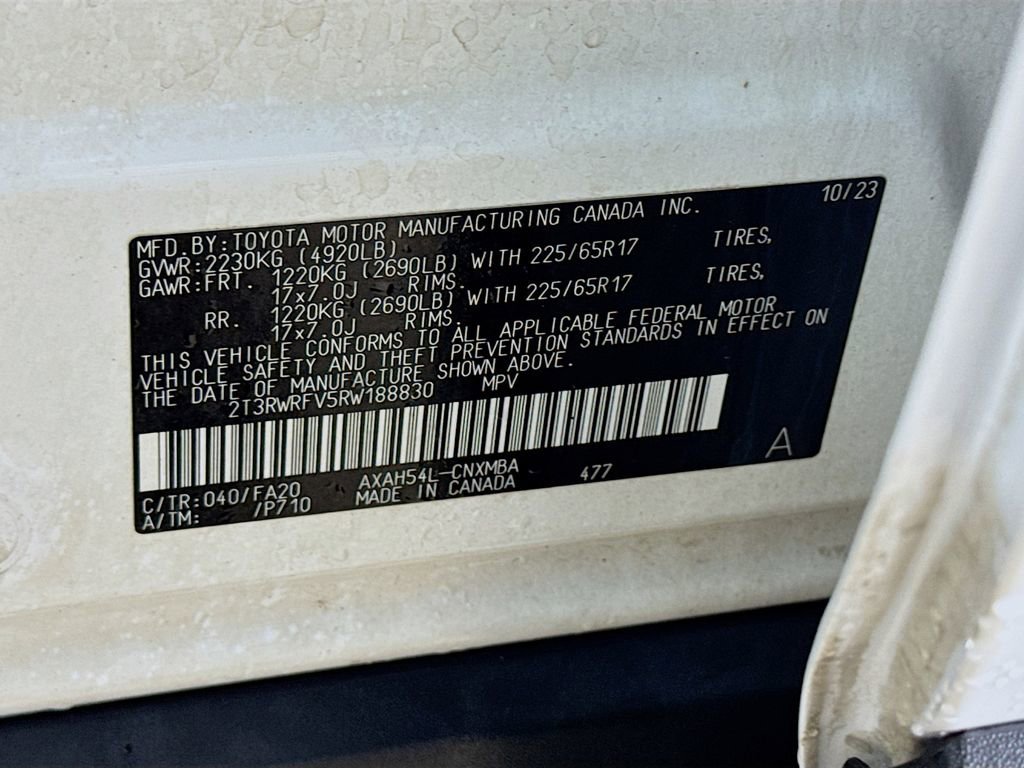 MFD. BY: TOYOTA MOTOR MANUFACTURING CANADA INC. 10/23
GVWR: 2230KG (4920LB)
GAWR: FRT. 1220KG (2690LB) WITH 225/65R17 TIRES,
17x7.0J RIMS.
RR. 1220KG (2690LB) WITH 225/65R17 TIRES,
17x7.0J RIMS.
THIS VEHICLE CONFORMS TO ALL APPLICABLE FEDERAL MOTOR
VEHICLE SAFETY AND THEFT PREVENTION STANDARDS IN EFFECT ON
THE DATE OF MANUFACTURE SHOWN ABOVE.
2T3RWRFV5RW188830 MPV
A
C/TR: 040/FA20 AXAH54L-CNXMBA 477
A/TM: /P710 MADE IN CANADA